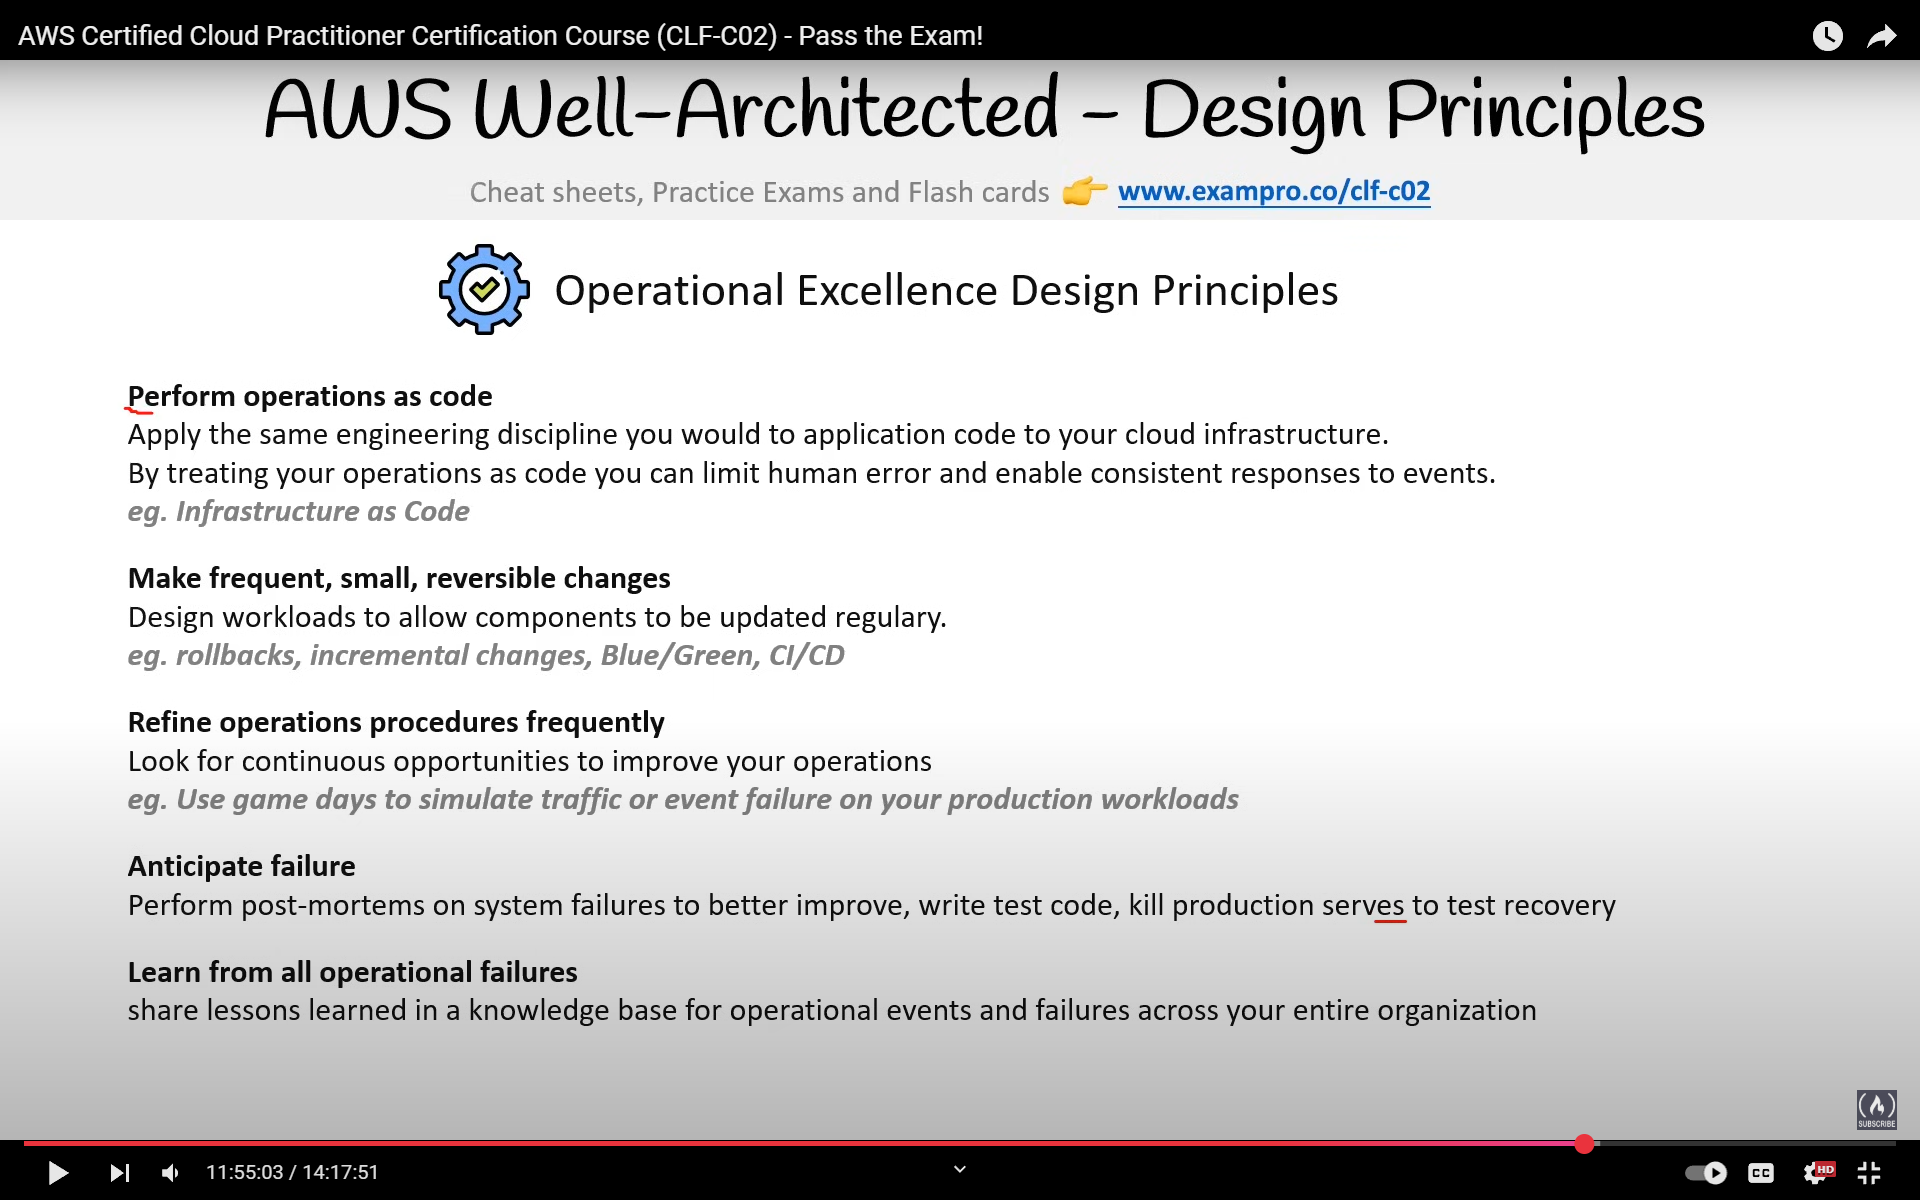 AWS Certified Cloud Practitioner Certification Course (CLF-C02) - Pass the Exam!
AWS Well-Architected – Design Principles
Cheat sheets, Practice Exams and Flash cards 👉 www.exampro.co/clf-c02
Operational Excellence Design Principles
Perform operations as code
Apply the same engineering discipline you would to application code to your cloud infrastructure.
By treating your operations as code you can limit human error and enable consistent responses to events.
eg. Infrastructure as Code
Make frequent, small, reversible changes
Design workloads to allow components to be updated regulary.
eg. rollbacks, incremental changes, Blue/Green, CI/CD
Refine operations procedures frequently
Look for continuous opportunities to improve your operations
eg. Use game days to simulate traffic or event failure on your production workloads
Anticipate failure
Perform post-mortems on system failures to better improve, write test code, kill production serves to test recovery
Learn from all operational failures
share lessons learned in a knowledge base for operational events and failures across your entire organization
SUBSCRIBE
11:55:03 / 14:17:51
CC
HD